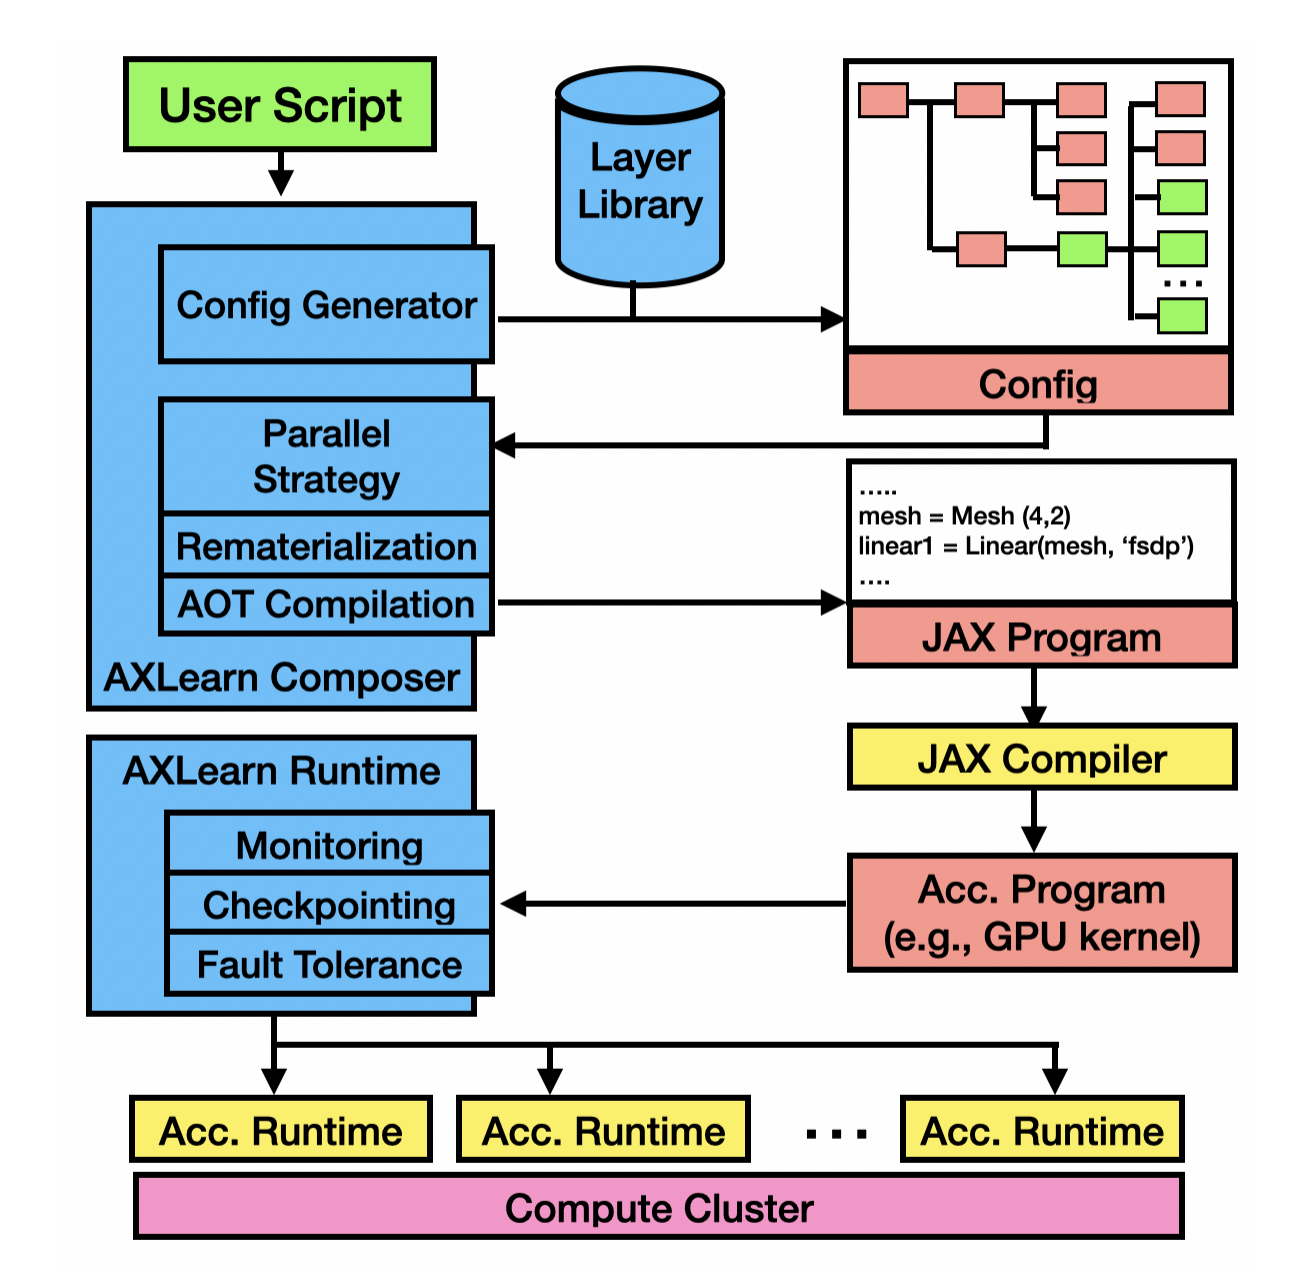 User Script
Layer
Library
Config Generator
Config
Parallel
Strategy
Rematerialization
AOT Compilation
AXLearn Composer
.....
mesh = Mesh (4,2)
linear1 = Linear(mesh, ‘fsdp’)
....
JAX Program
JAX Compiler
Acc. Program
(e.g., GPU kernel)
AXLearn Runtime
Monitoring
Checkpointing
Fault Tolerance
Acc. Runtime
Acc. Runtime
...
Acc. Runtime
Compute Cluster